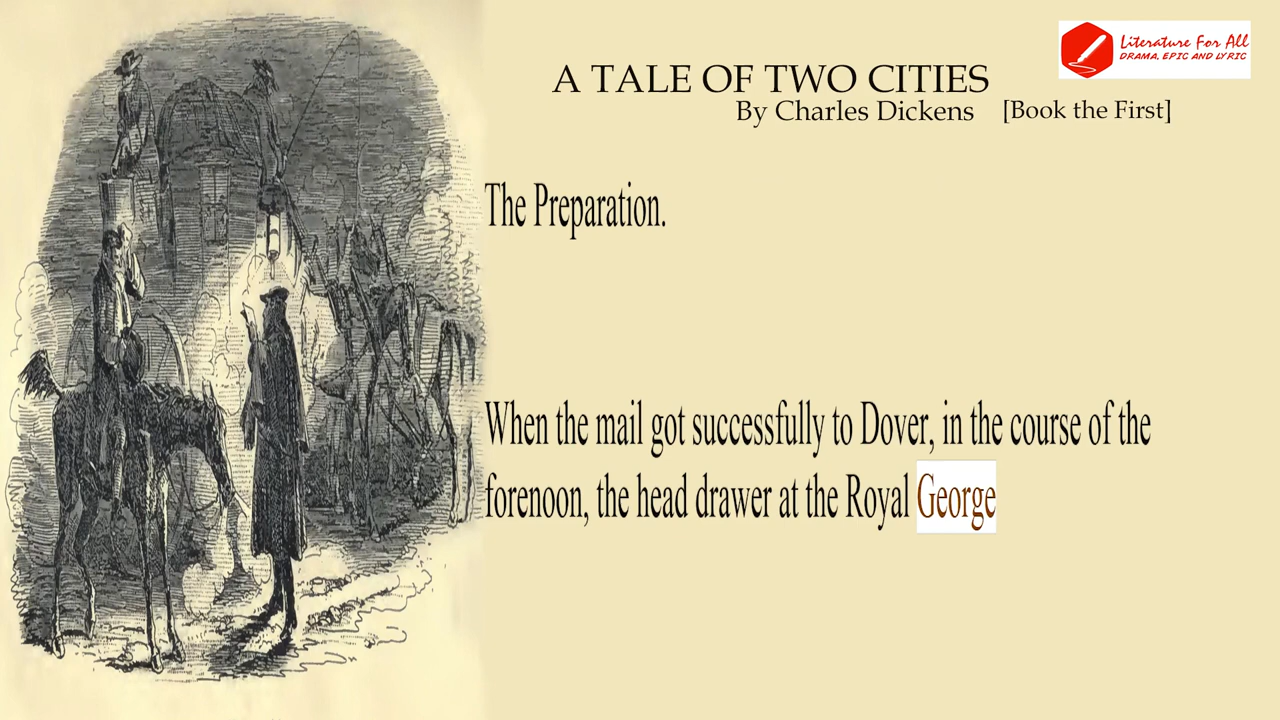 Literature For All
DRAMA, EPIC AND LYRIC
A TALE OF TWO CITIES
By Charles Dickens [Book the First]
The Preparation.
When the mail got successfully to Dover, in the course of the
forenoon, the head drawer at the Royal George